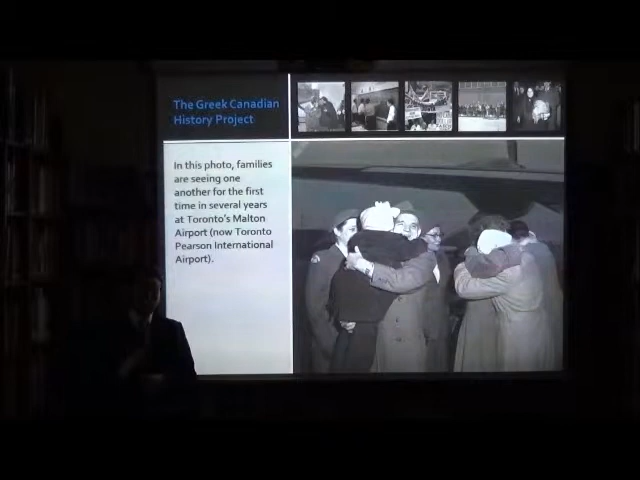 The Greek Canadian
History Project
In this photo, families
are seeing one
another for the first
time in several years
at Toronto's Malton
Airport (now Toronto
Pearson International
Airport).